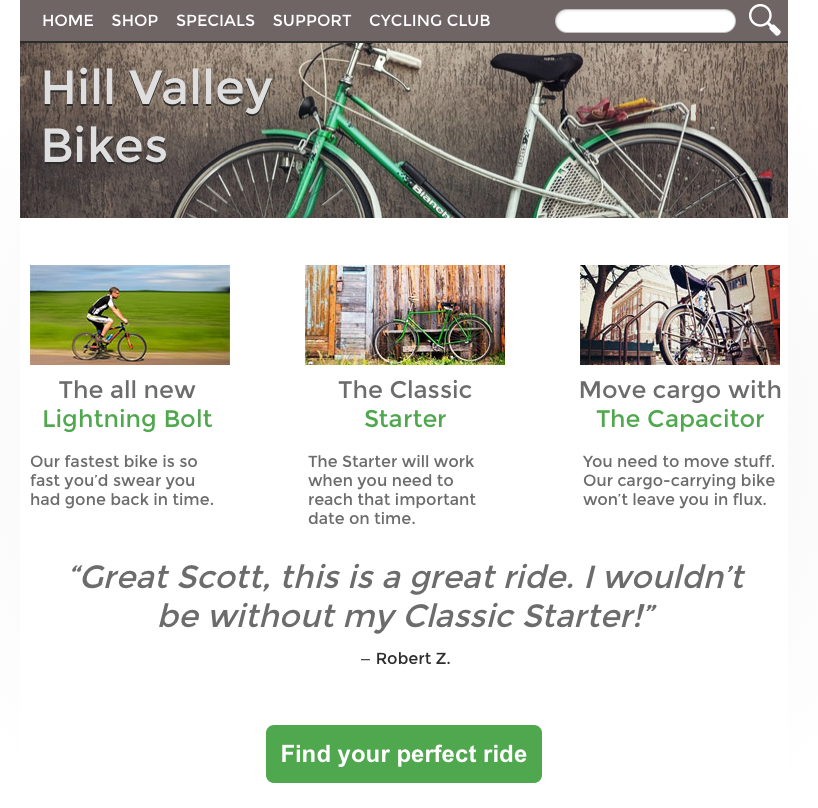 HOME SHOP SPECIALS SUPPORT CYCLING CLUB
Hill Valley
Bikes
Bianchi
The all new
Lightning Bolt
Our fastest bike is so
fast you’d swear you
had gone back in time.
The Classic
Starter
The Starter will work
when you need to
reach that important
date on time.
Move cargo with
The Capacitor
You need to move stuff.
Our cargo-carrying bike
won’t leave you in flux.
“Great Scott, this is a great ride. I wouldn’t
be without my Classic Starter!”
– Robert Z.
Find your perfect ride